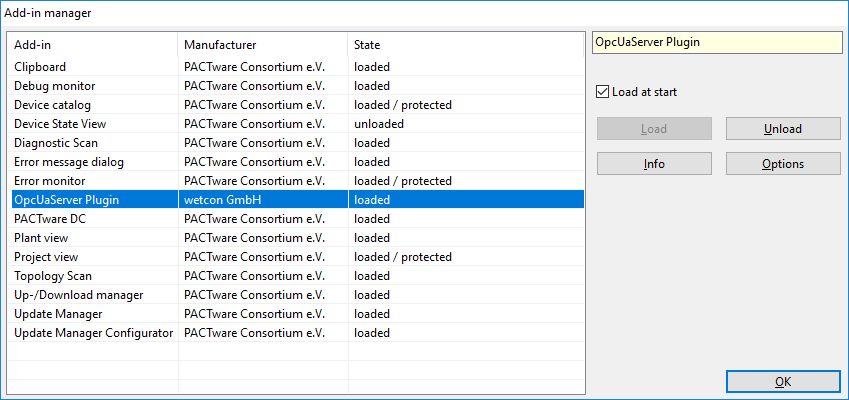 Add-in manager
Add-in Manufacturer State
Clipboard PACTware Consortium e.V. loaded
Debug monitor PACTware Consortium e.V. loaded
Device catalog PACTware Consortium e.V. loaded / protected
Device State View PACTware Consortium e.V. unloaded
Diagnostic Scan PACTware Consortium e.V. loaded
Error message dialog PACTware Consortium e.V. loaded
Error monitor PACTware Consortium e.V. loaded / protected
OpcUaServer Plugin wetcon GmbH loaded
PACTware DC PACTware Consortium e.V. loaded
Plant view PACTware Consortium e.V. loaded
Project view PACTware Consortium e.V. loaded / protected
Topology Scan PACTware Consortium e.V. loaded
Up-/Download manager PACTware Consortium e.V. loaded
Update Manager PACTware Consortium e.V. loaded
Update Manager Configurator PACTware Consortium e.V. loaded
OpcUaServer Plugin
Load at start
Load Unload
Info Options
OK